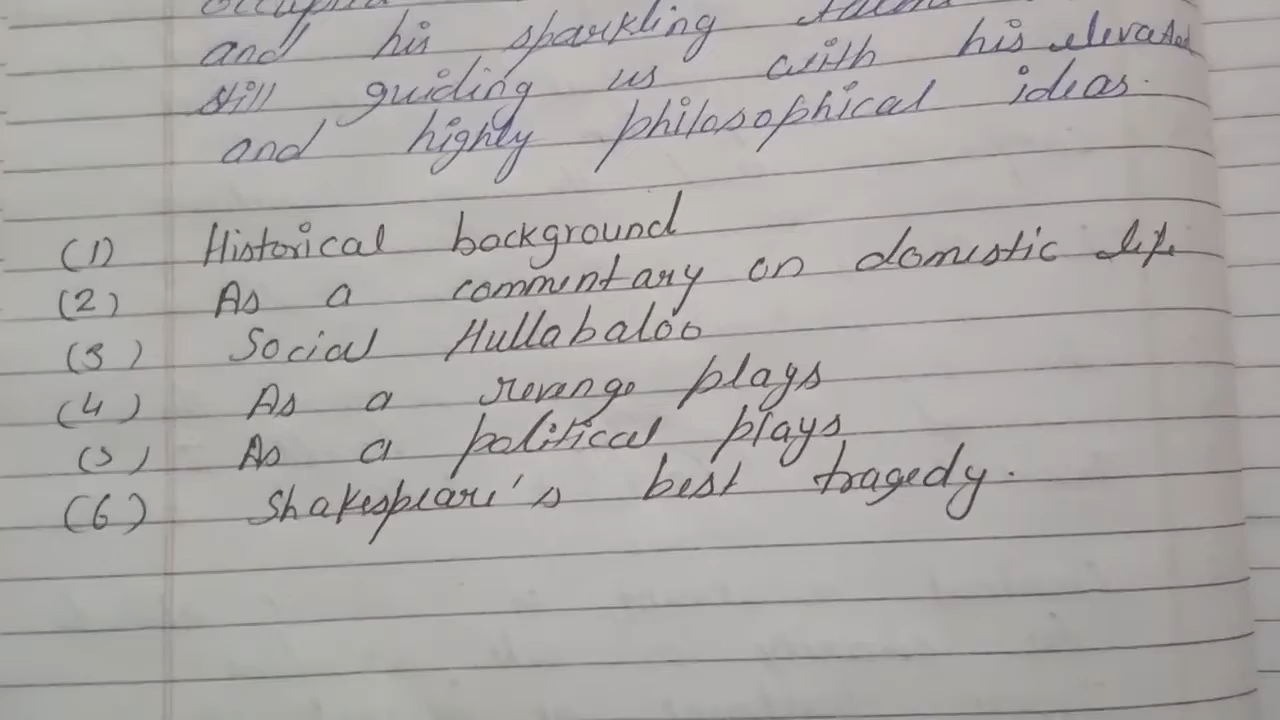 and his sparkling
still guiding us with his elevated
and highly philosophical ideas.
(1) Historical background
(2) As a commentary on domestic life
(3) Social Hullabaloo
(4) As a revenge plays
(5) As a political plays
(6) Shakespeare's best tragedy.